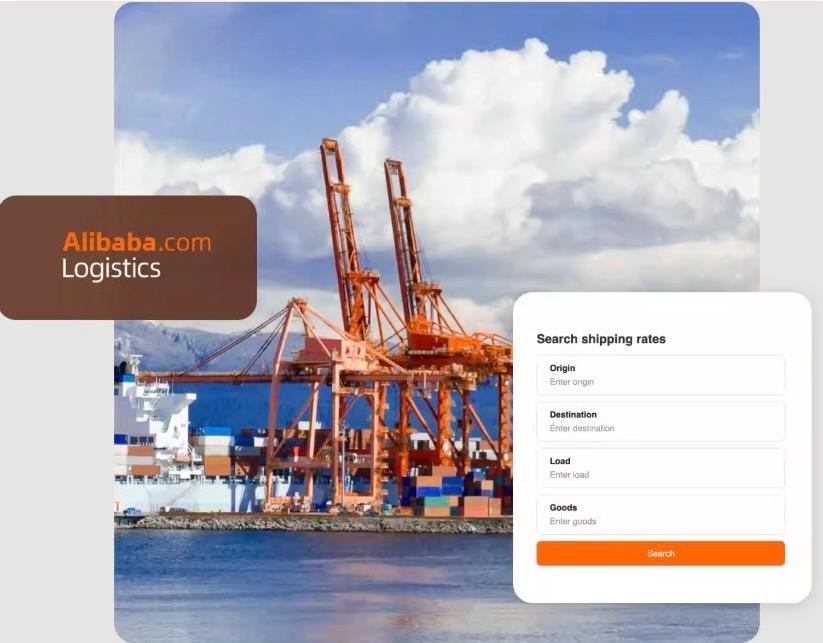 Alibaba.com
Logistics
Search shipping rates
Origin
Enter origin
Destination
Enter destination
Load
Enter load
Goods
Enter goods
Search